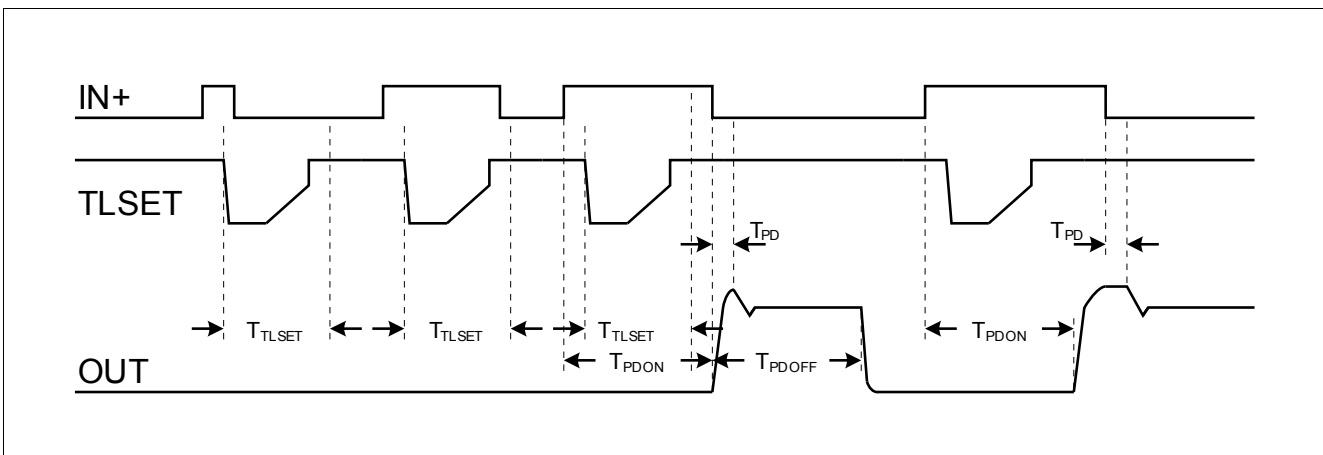 IN+
TLSET
TPD
TPD
TTLSET
TTLSET
TTLSET
TPDON
OUT
TPDON
TPDOFF